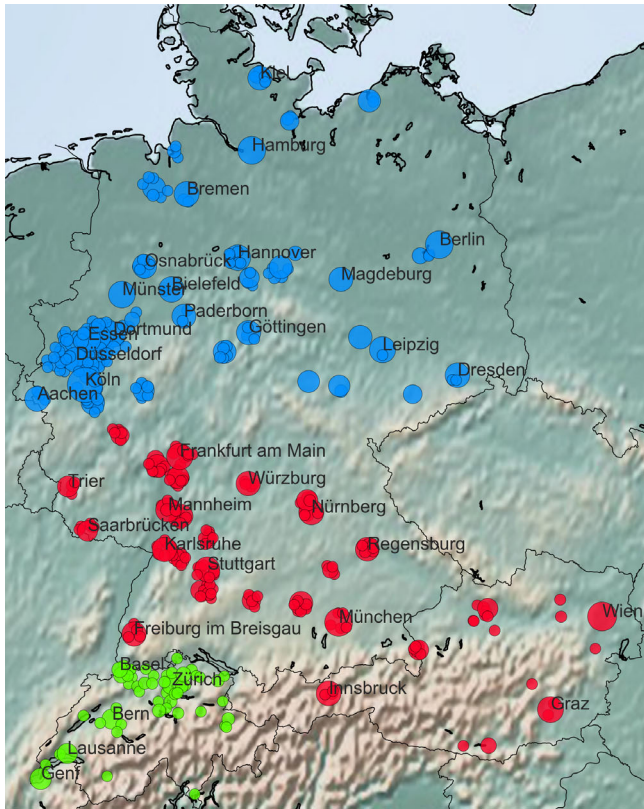 Kiel
Hamburg
Bremen
Berlin
Osnabrück
Hannover
Magdeburg
Bielefeld
Münster
Paderborn
Göttingen
Dortmund
Essen
Leipzig
Düsseldorf
Dresden
Köln
Aachen
Frankfurt am Main
Trier
Würzburg
Mannheim
Nürnberg
Saarbrücken
Karlsruhe
Regensburg
Stuttgart
Wien
München
Freiburg im Breisgau
Basel
Zürich
Innsbruck
Graz
Bern
Lausanne
Genf